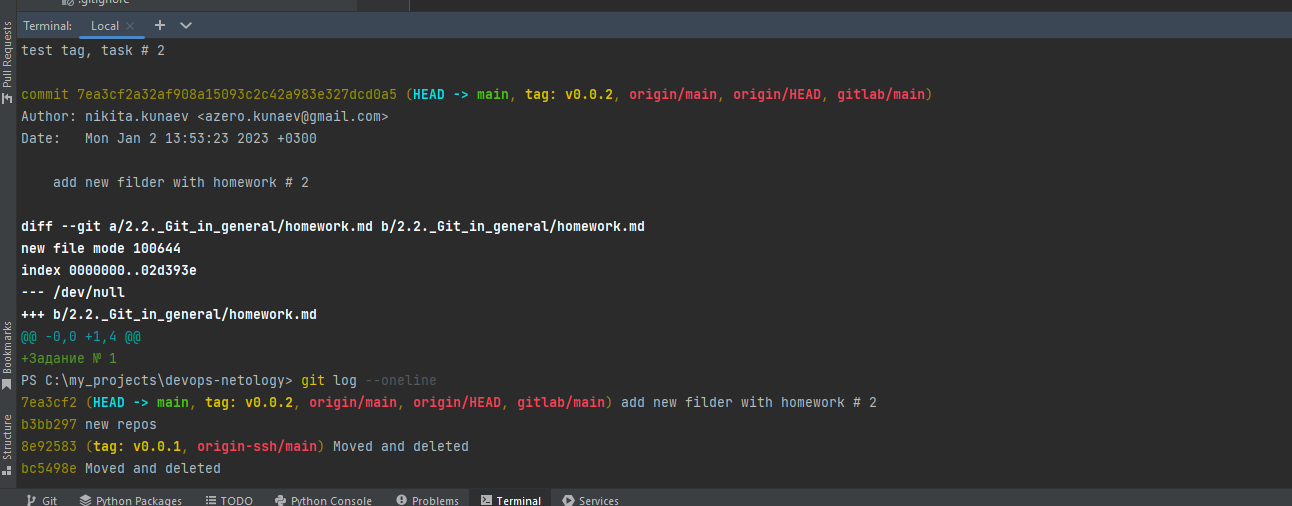 .gitignore
Pull Requests
Terminal: Local × + 
test tag, task # 2
commit 7ea3cf2a32af908a15093c2c42a983e327dcd0a5 (HEAD -> main, tag: v0.0.2, origin/main, origin/HEAD, gitlab/main)
Author: nikita.kunaev <azero.kunaev@gmail.com>
Date:   Mon Jan 2 13:53:23 2023 +0300
    add new filder with homework # 2
diff --git a/2.2._Git_in_general/homework.md b/2.2._Git_in_general/homework.md
new file mode 100644
index 0000000..02d393e
--- /dev/null
+++ b/2.2._Git_in_general/homework.md
@@ -0,0 +1,4 @@
+Задание № 1
PS C:\my_projects\devops-netology> git log --oneline
7ea3cf2 (HEAD -> main, tag: v0.0.2, origin/main, origin/HEAD, gitlab/main) add new filder with homework # 2
b3bb297 new repos
8e92583 (tag: v0.0.1, origin-ssh/main) Moved and deleted
bc5498e Moved and deleted
Bookmarks
Structure
Git Python Packages TODO Python Console Problems Terminal Services